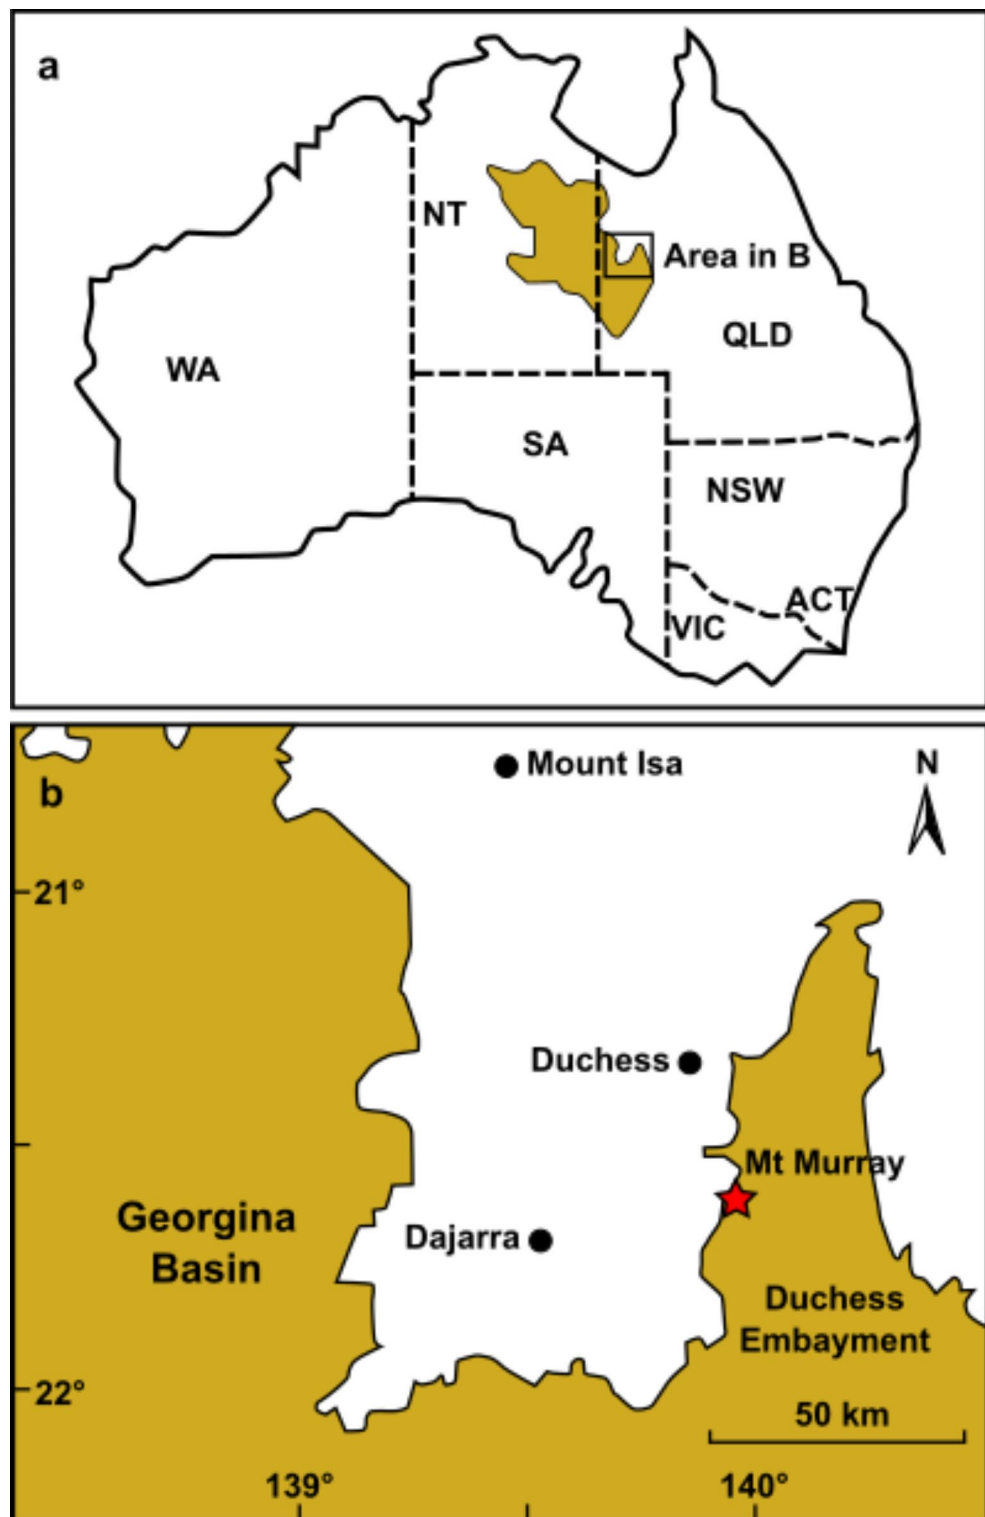 a
NT
Area in B
QLD
WA
SA
NSW
ACT
VIC
b
Mount Isa
N
21°
Duchess
Mt Murray
Georgina
Basin
Dajarra
Duchess
Embayment
22°
50 km
139°
140°